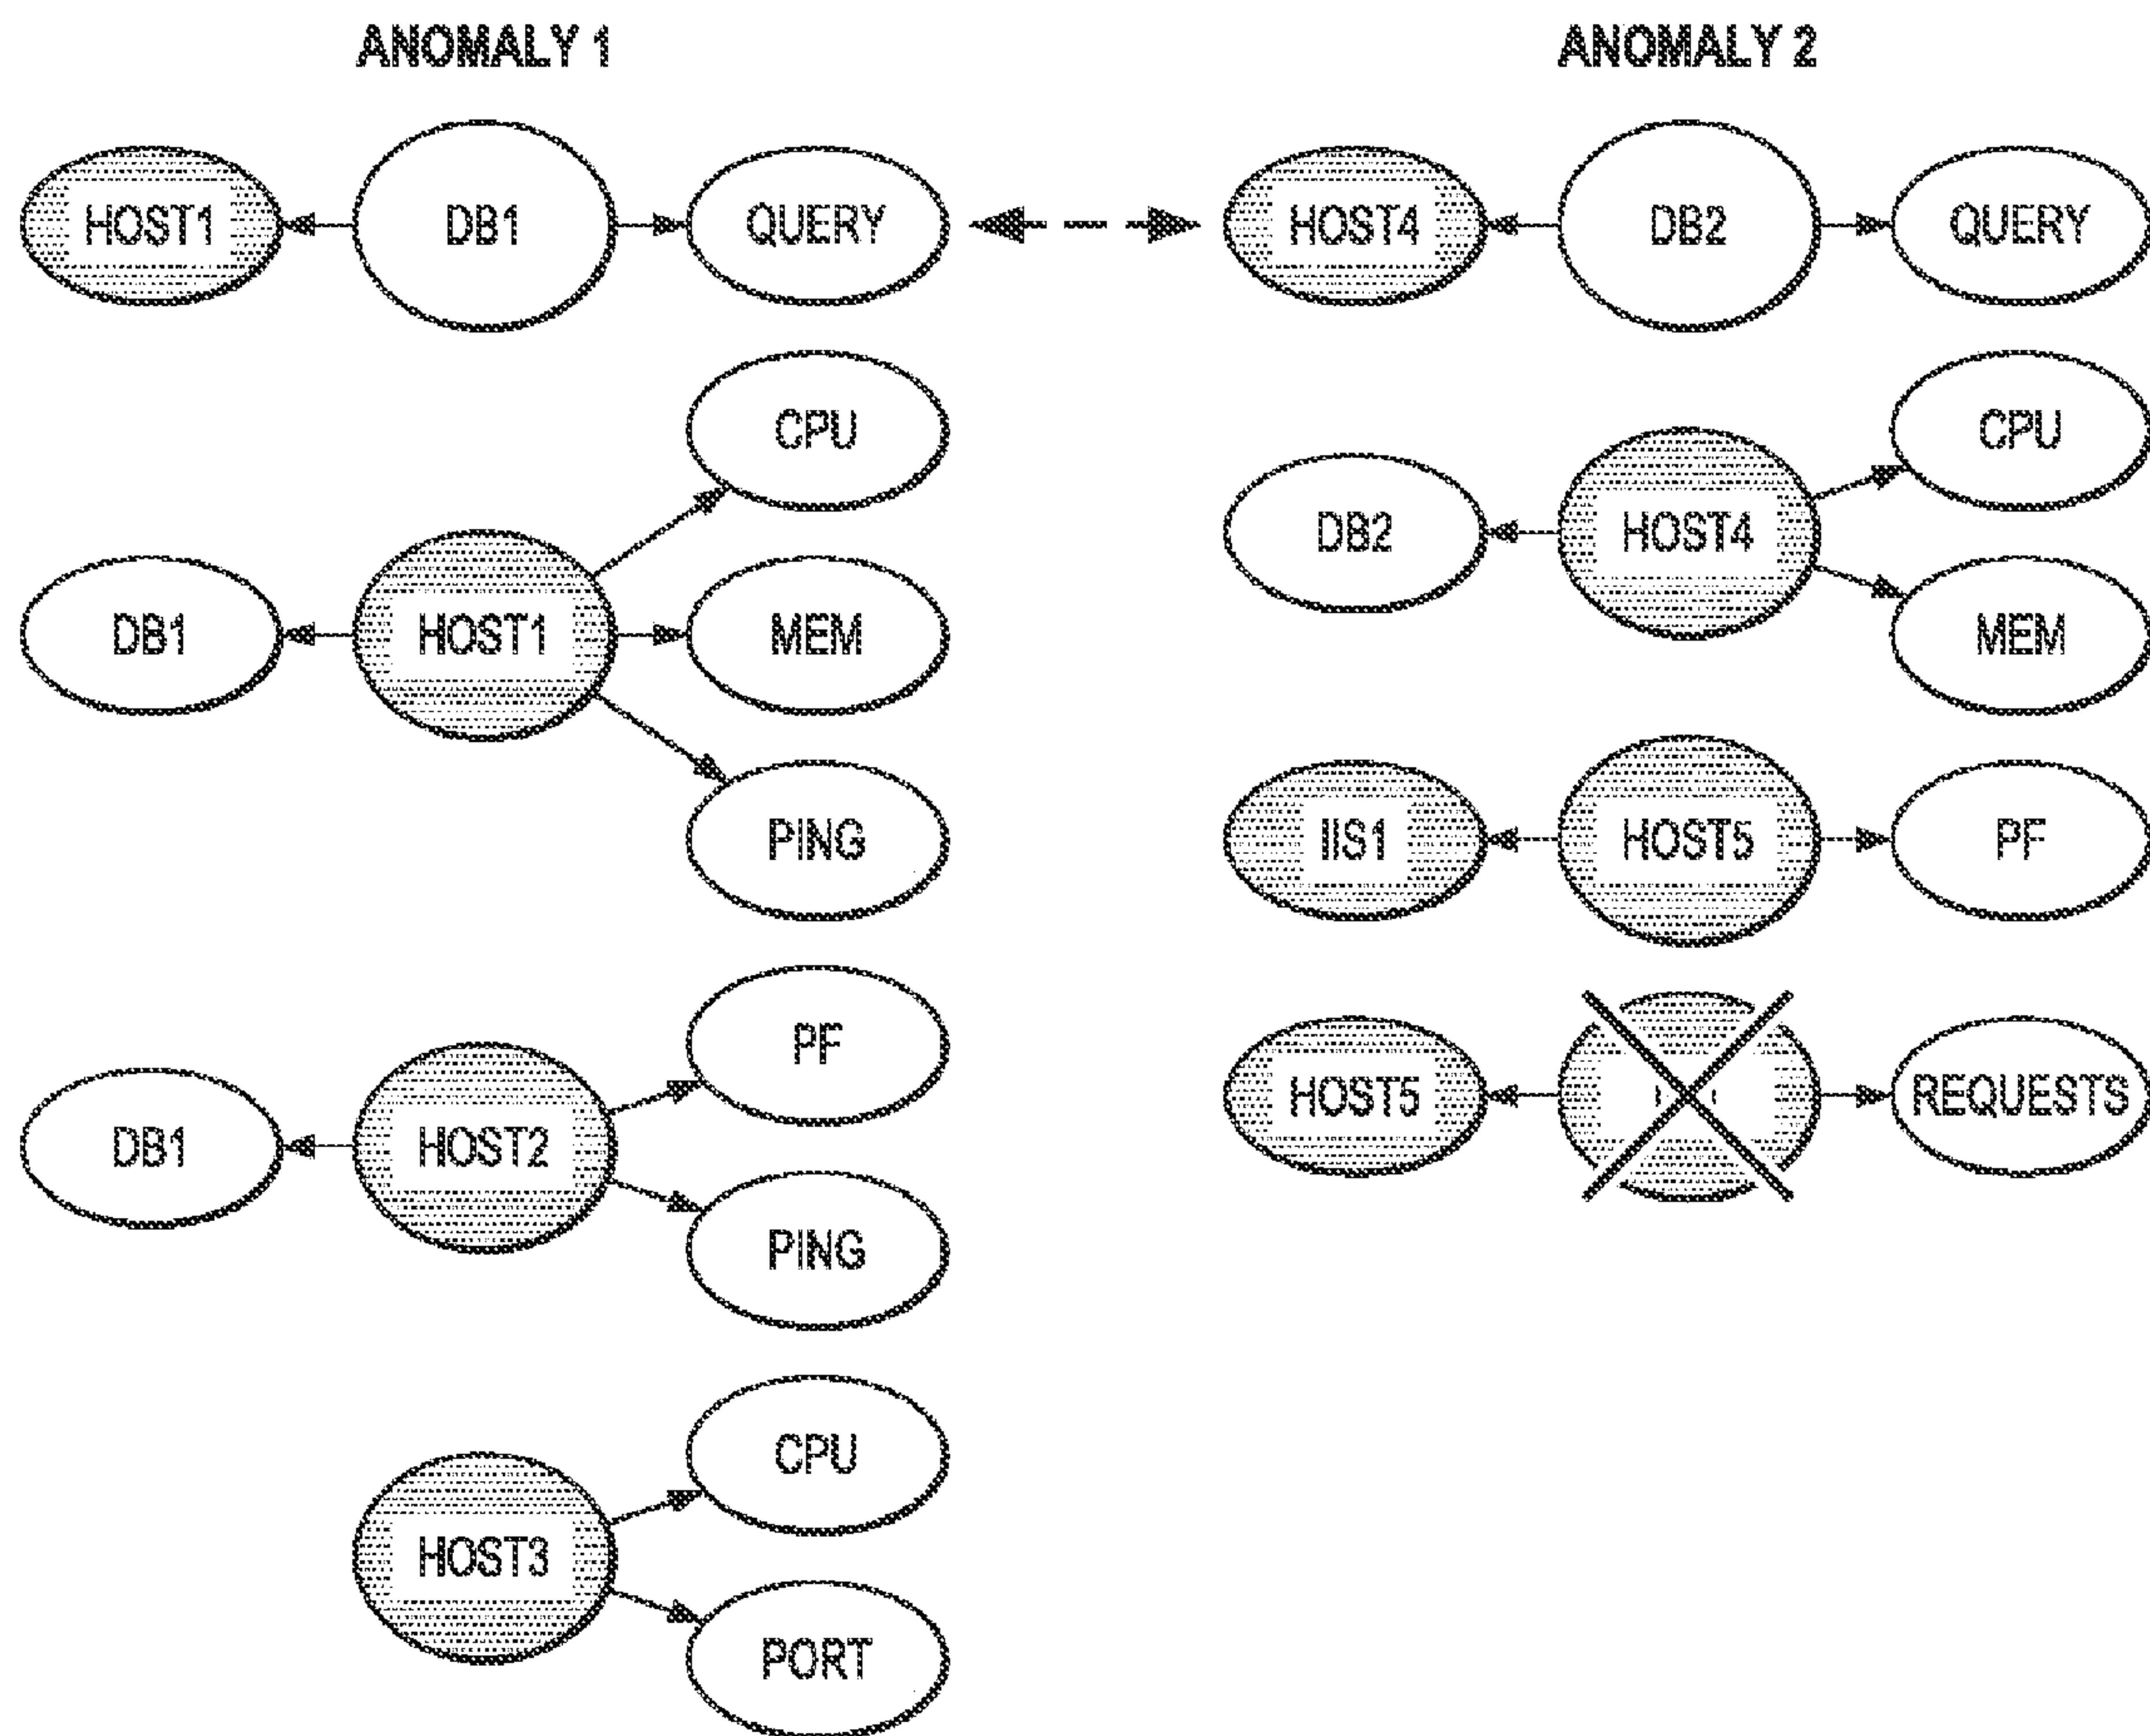 ANOMALY 1
HOST1 DB1 QUERY
CPU
DB1 HOST1 MEM
PING
PF
DB1 HOST2
PING
CPU
HOST3
PORT
ANOMALY 2
HOST4 DB2 QUERY
CPU
DB2 HOST4
MEM
IIS1 HOST5 PF
HOST5 REQUESTS